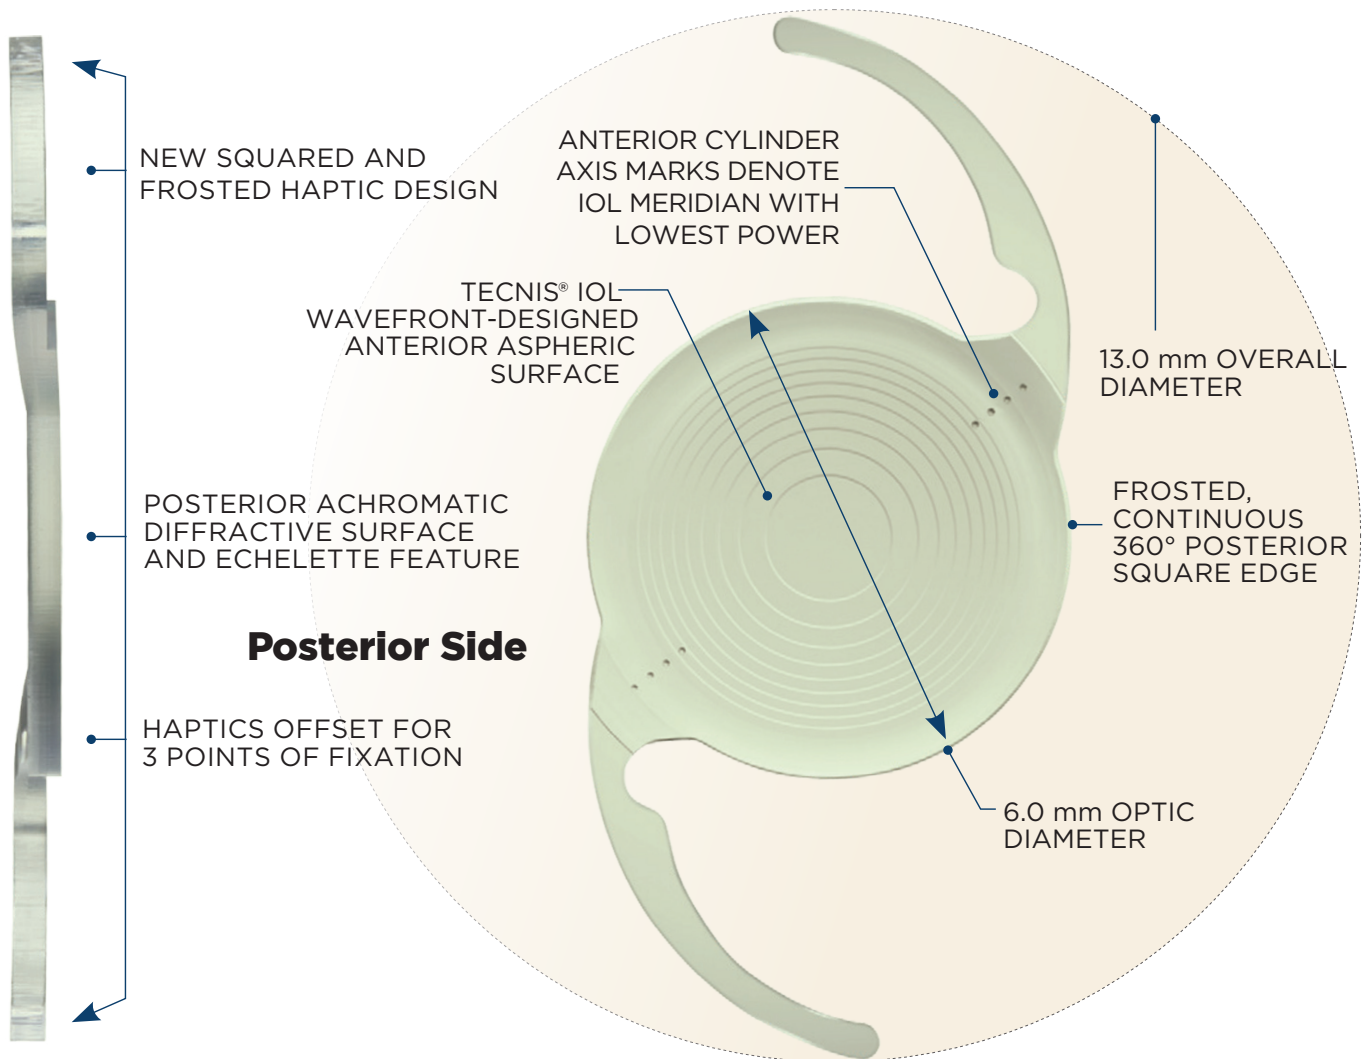 NEW SQUARED AND
FROSTED HAPTIC DESIGN
POSTERIOR ACHROMATIC
DIFFRACTIVE SURFACE
AND ECHELETTE FEATURE
Posterior Side
HAPTICS OFFSET FOR
3 POINTS OF FIXATION
ANTERIOR CYLINDER
AXIS MARKS DENOTE
IOL MERIDIAN WITH
LOWEST POWER
TECNIS® IOL
WAVEFRONT-DESIGNED
ANTERIOR ASPHERIC
SURFACE
13.0 mm OVERALL
DIAMETER
FROSTED,
CONTINUOUS
360° POSTERIOR
SQUARE EDGE
6.0 mm OPTIC
DIAMETER